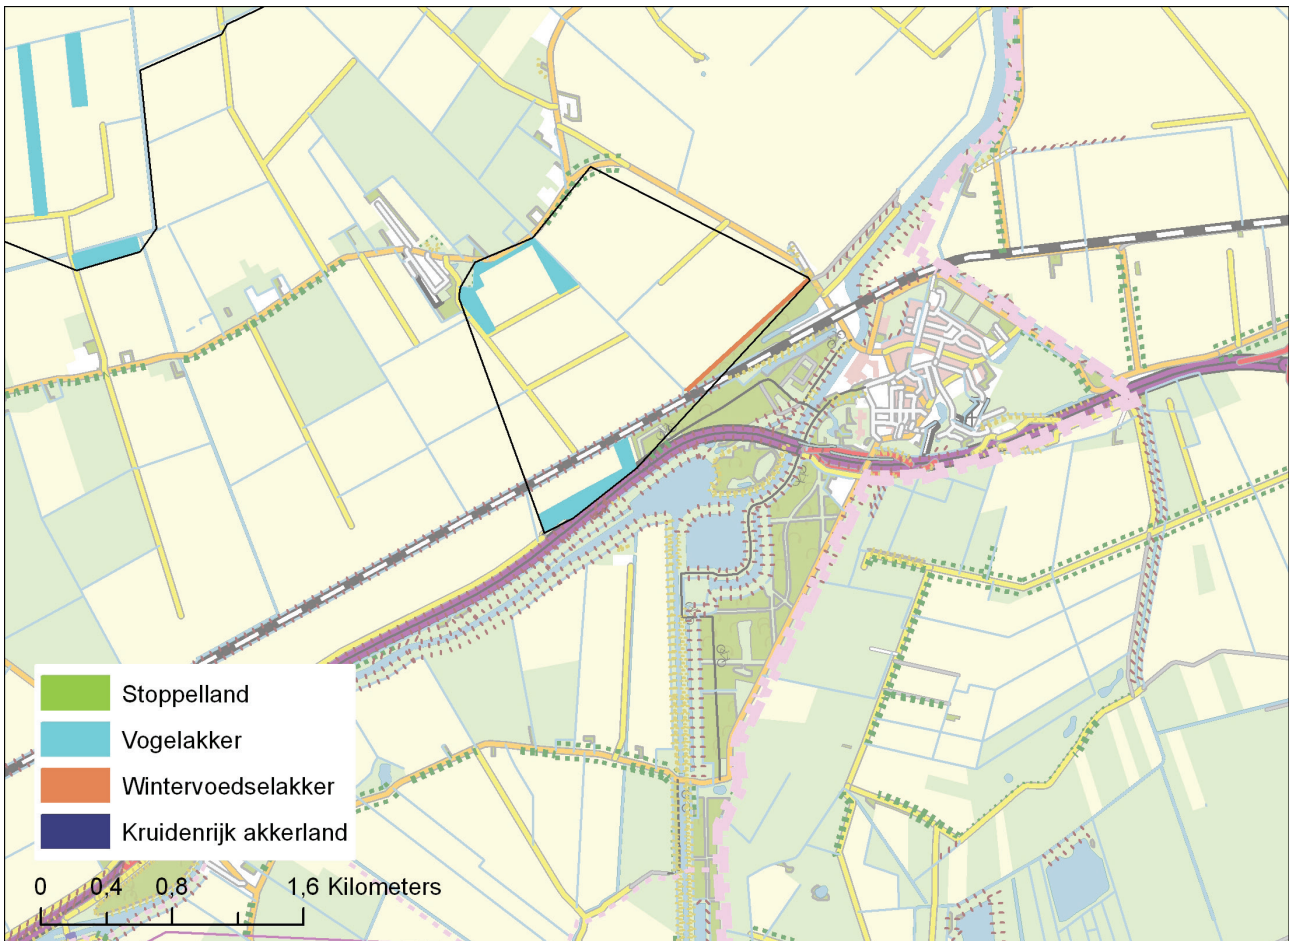 Stoppelland
Vogelakker
Wintervoedselakker
Kruidenrijk akkerland
0 0,4 0,8 1,6 Kilometers